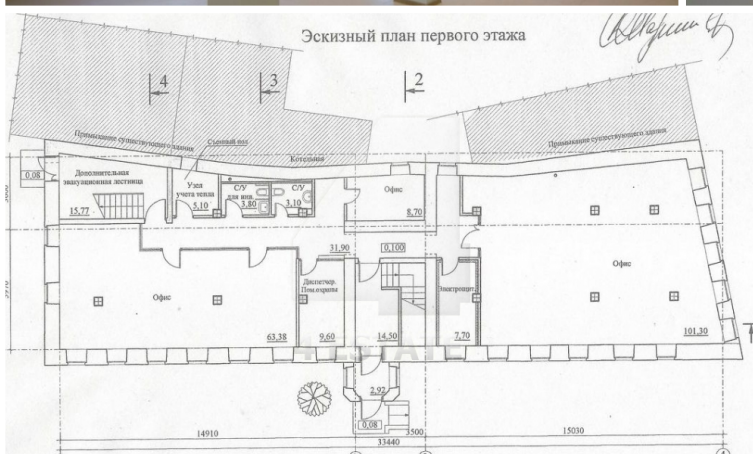 Эскизный план первого этажа
4
3
2
Примыкание существующего здания
Съемный лаз
Котельная
Примыкание существующего здания
0,08
Дополнительная
эвакуационная лестница
15,77
Узел
учета тепла
5,10
С/У
для инв.
3,80
С/У
3,10
Офис
8,70
31,90
0,100
Офис
63,38
Диспетчер.
Пом.охраны
9,60
14,50
Электрощит.
7,70
Офис
101,30
4 ESTATE
2,92
0,08
14910
3500
15030
33440